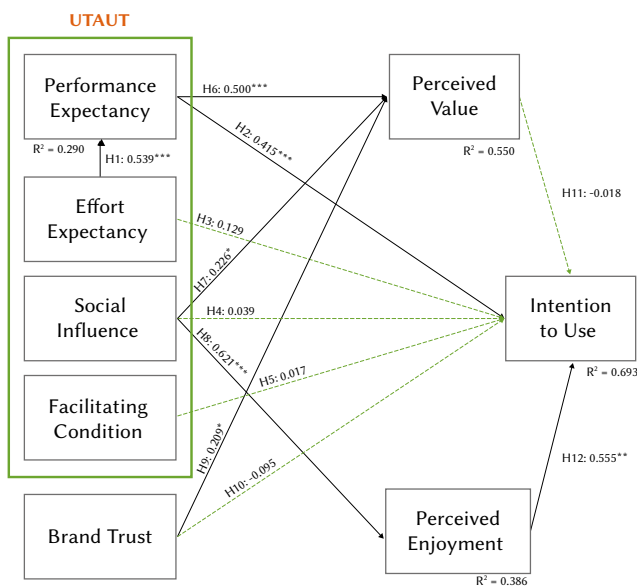 UTAUT
Performance
Expectancy
R² = 0.290
H1: 0.539***
Effort
Expectancy
Social
Influence
Facilitating
Condition
Brand Trust
H6: 0.500***
H2: 0.415***
H3: 0.129
H7: 0.226*
H4: 0.039
H8: 0.621***
H5: 0.017
H9: 0.209*
H10: -0.095
Perceived
Value
R² = 0.550
H11: -0.018
Intention
to Use
R² = 0.693
H12: 0.555**
Perceived
Enjoyment
R² = 0.386